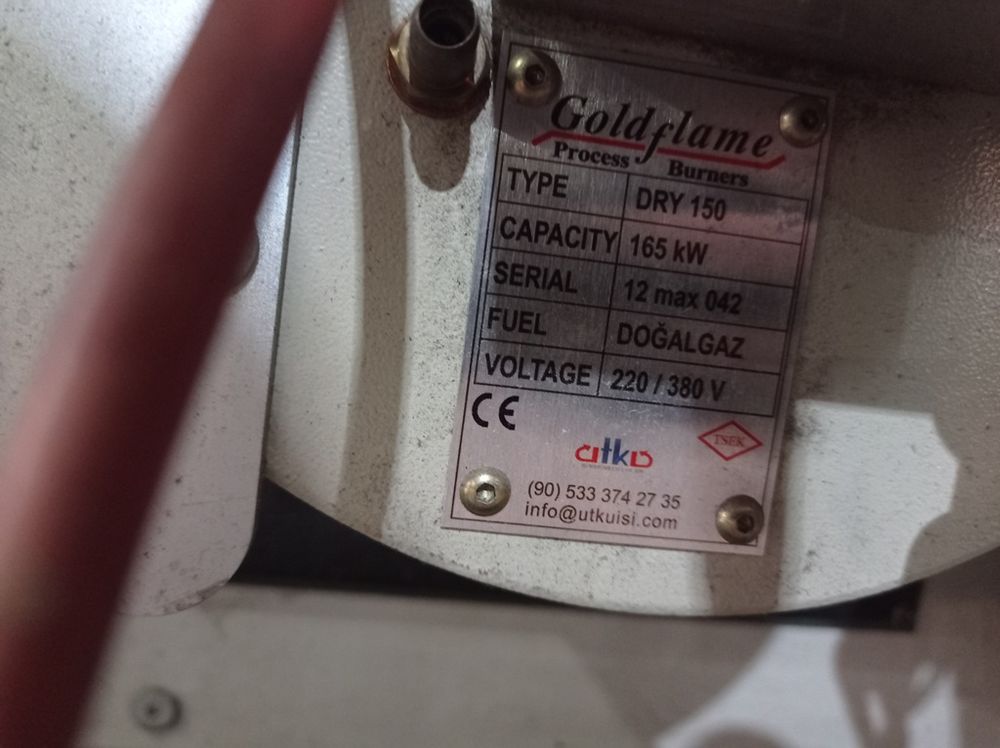 Goldflame
Process Burners
TYPE DRY 150
CAPACITY 165 kW
SERIAL 12 max 042
FUEL DOĞALGAZ
VOLTAGE 220 / 380 V
CE
TSEK
utku
(90) 533 374 27 35
info@utkuisi.com